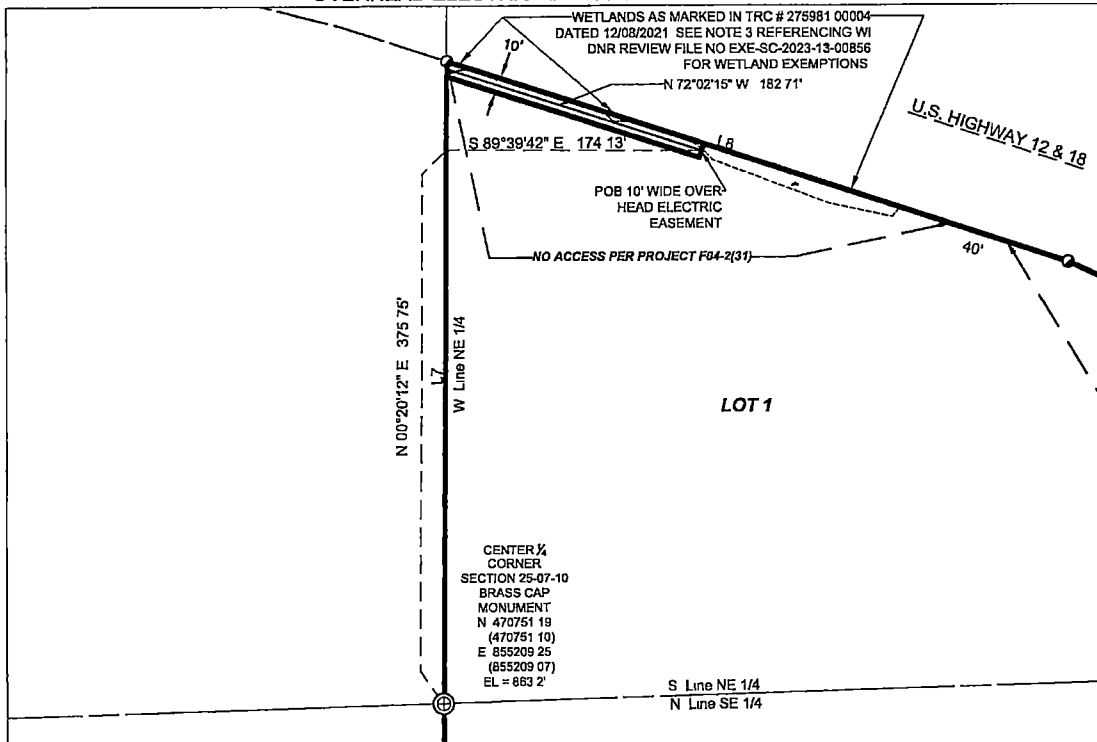 WETLANDS AS MARKED IN TRC # 275981 00004
DATED 12/08/2021 SEE NOTE 3 REFERENCING WI
DNR REVIEW FILE NO EXE-SC-2023-13-00856
FOR WETLAND EXEMPTIONS
10'
N 72°02'15" W 182 71'
U.S. HIGHWAY 12 & 18
S 89°39'42" E 174 13'
L8
POB 10' WIDE OVER-
HEAD ELECTRIC
EASEMENT
NO ACCESS PER PROJECT F04-2(31)
40'
N 00°20'12" E 375 75'
L7
W Line NE 1/4
LOT 1
CENTER ¼
CORNER
SECTION 25-07-10
BRASS CAP
MONUMENT
N 470751 19
(470751 10)
E 855209 25
(855209 07)
EL = 863 2'
S Line NE 1/4
N Line SE 1/4